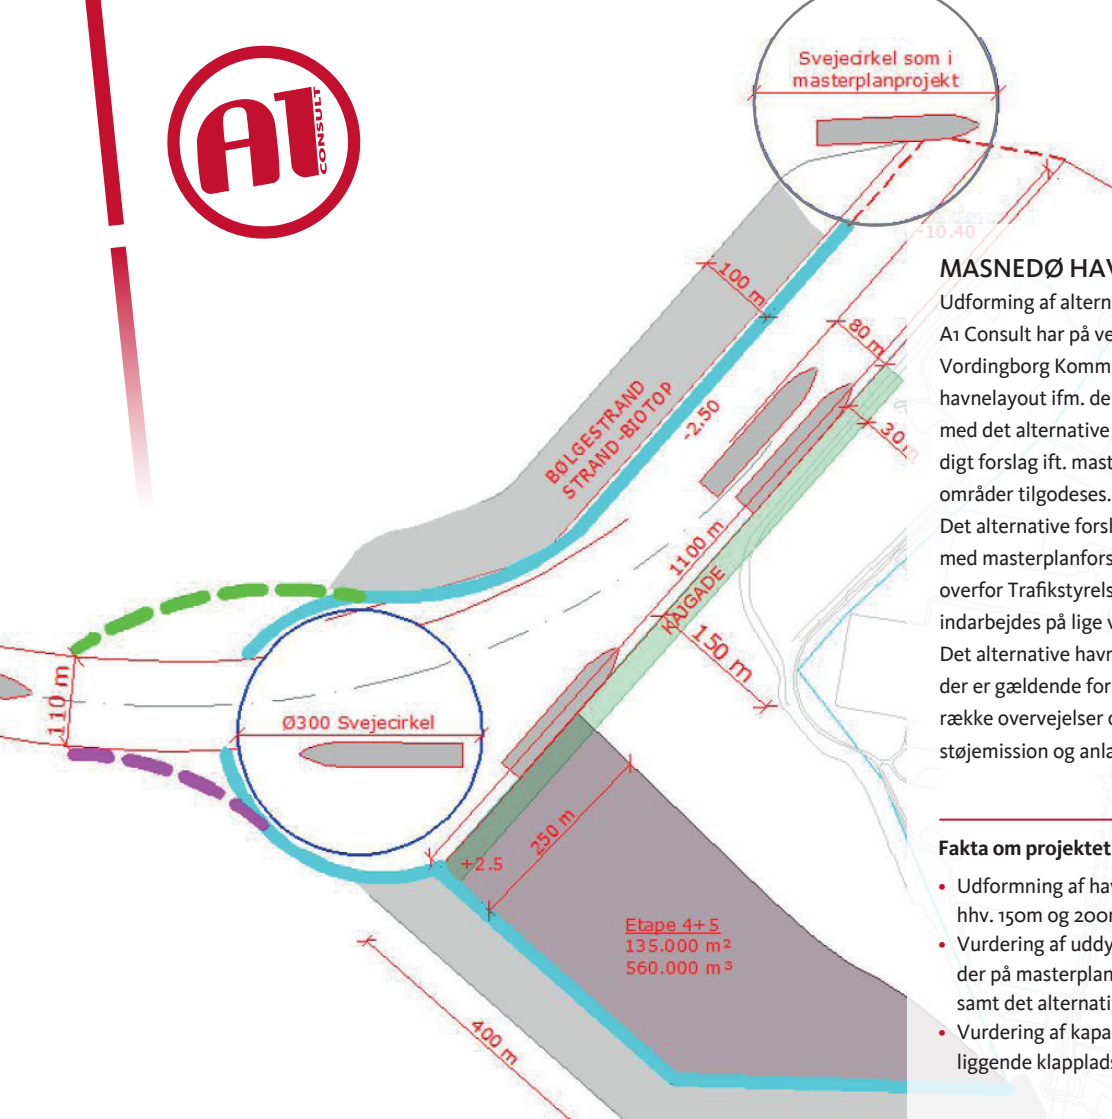 A1
CONSULT
Svejecirkel som i
masterplanprojekt
-10.40
100 m
80 m
BØLGESTRAND
STRAND-BIOTOP
-2.50
30
1100 m
KAJGADE
150 m
110 m
Ø300 Svejecirkel
250 m
+2.5
Etape 4+5
135.000 m²
560.000 m³
400 m
MASNEDØ HAV
Udforming af altern
A1 Consult har på ve
Vordingborg Komm
havnelayout ifm. de
med det alternative
digt forslag ift. mast
områder tilgodeses.
Det alternative forsl
med masterplanfors
overfor Trafikstyrels
indarbejdes på lige v
Det alternative havn
der er gældende for
række overvejelser o
støjemission og anla
Fakta om projektet
• Udformning af hav
hhv. 150m og 200m
• Vurdering af uddy
der på masterplan
samt det alternati
• Vurdering af kapa
liggende klapplads